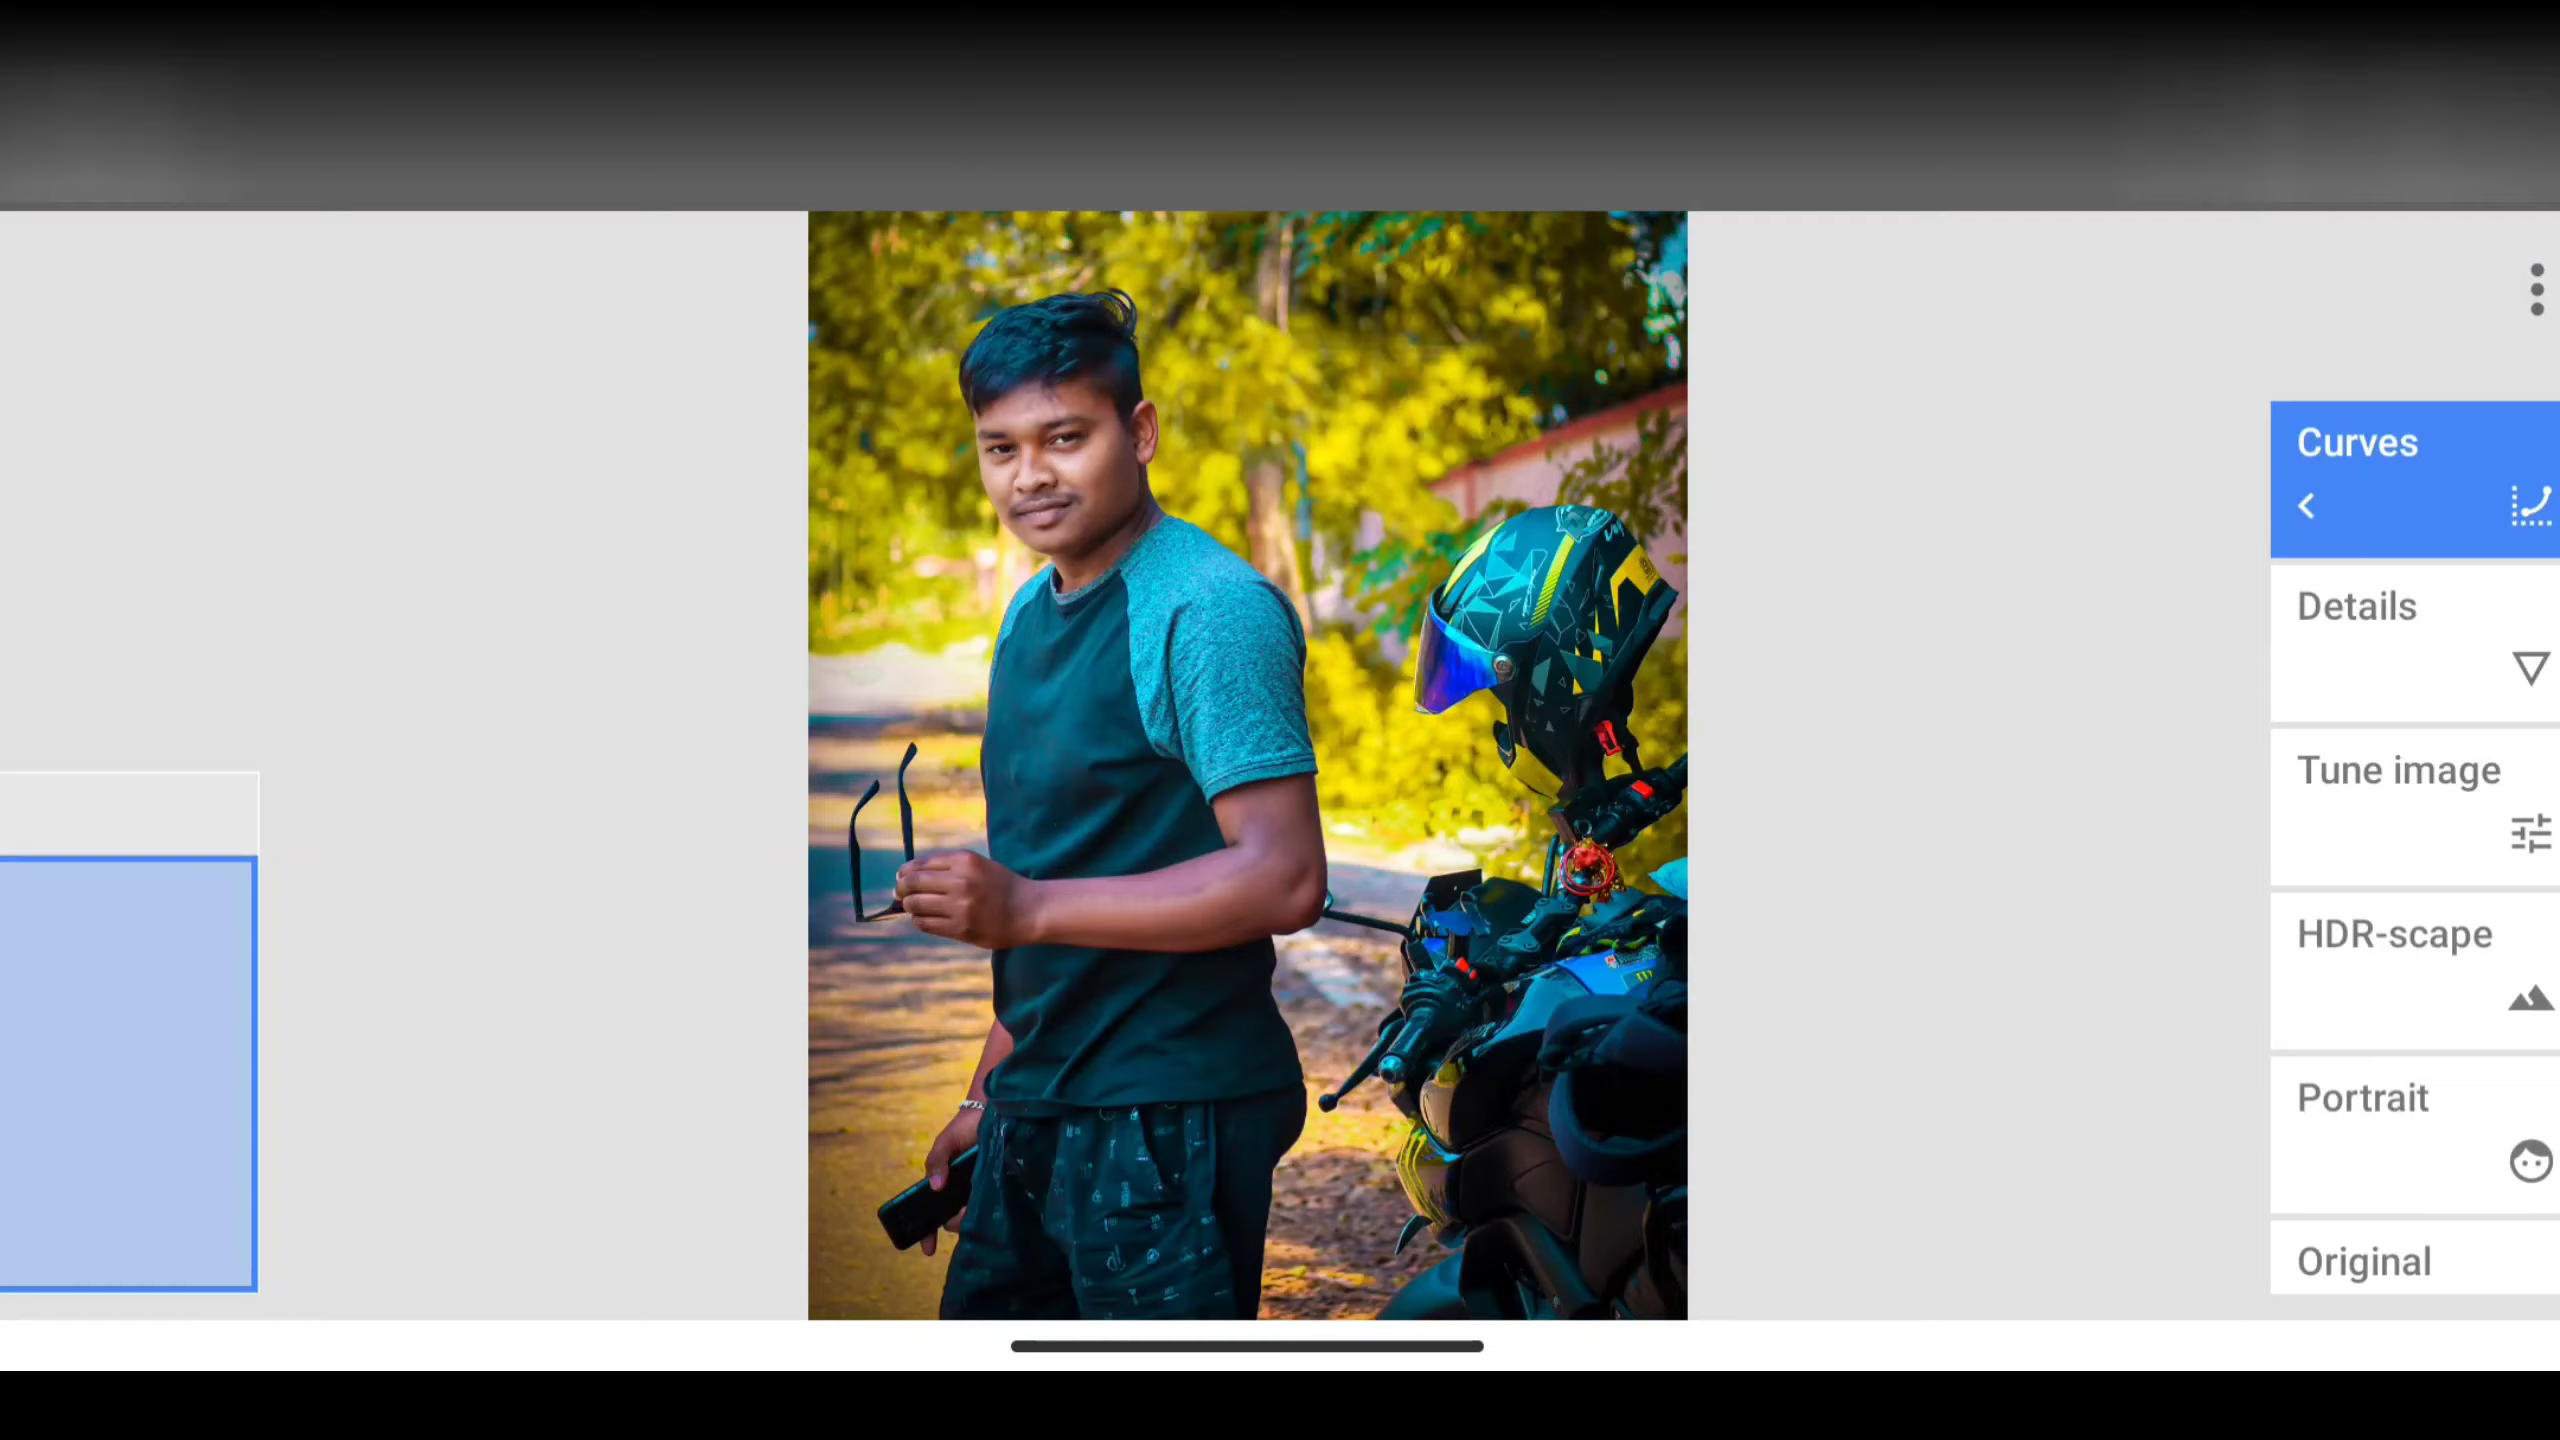 Curves
Details
Tune image
HDR-scape
Portrait
Original